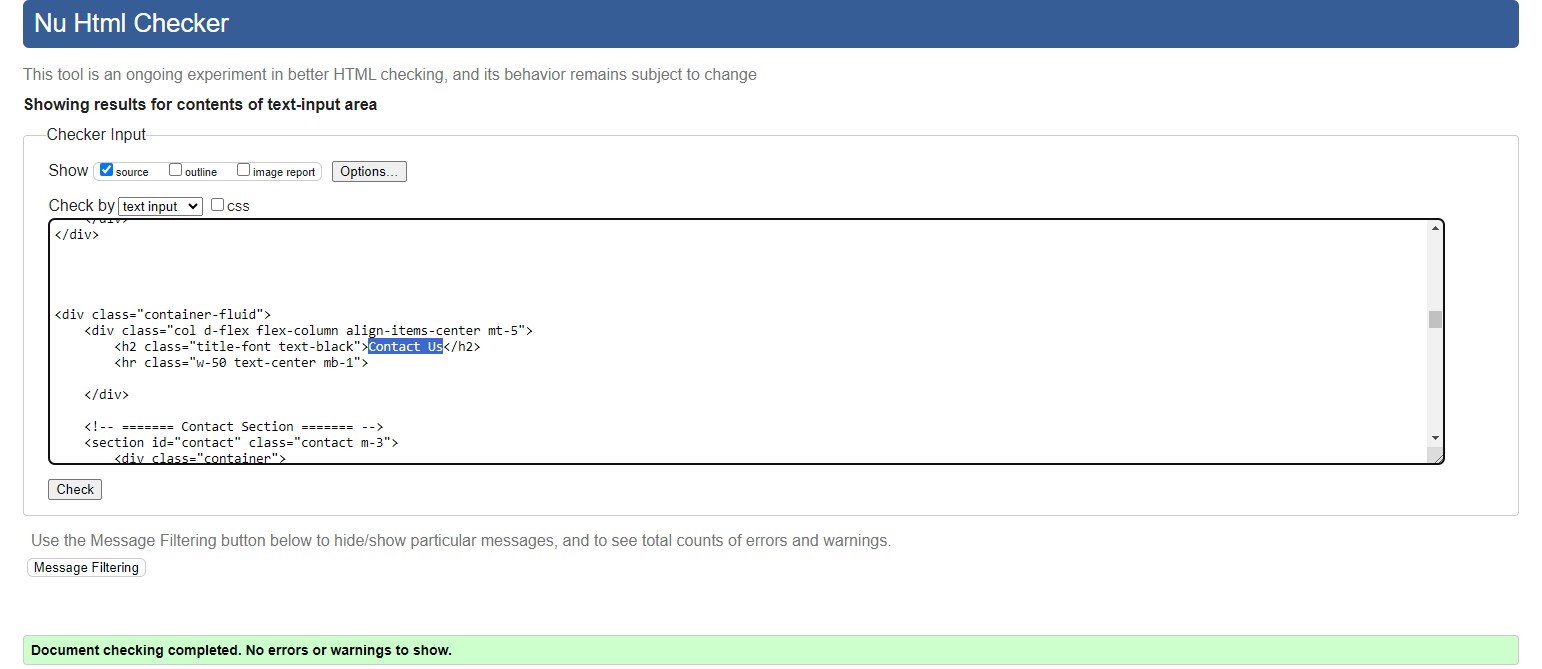 Nu Html Checker
This tool is an ongoing experiment in better HTML checking, and its behavior remains subject to change
Showing results for contents of text-input area
Checker Input
Show source outline image report Options...
Check by text input css
</div>
</div>
<div class="container-fluid">
<div class="col d-flex flex-column align-items-center mt-5">
<h2 class="title-font text-black">Contact Us</h2>
<hr class="w-50 text-center mb-1">
</div>
<!-- ======= Contact Section ======= -->
<section id="contact" class="contact m-3">
<div class="container">
Check
Use the Message Filtering button below to hide/show particular messages, and to see total counts of errors and warnings.
Message Filtering
Document checking completed. No errors or warnings to show.